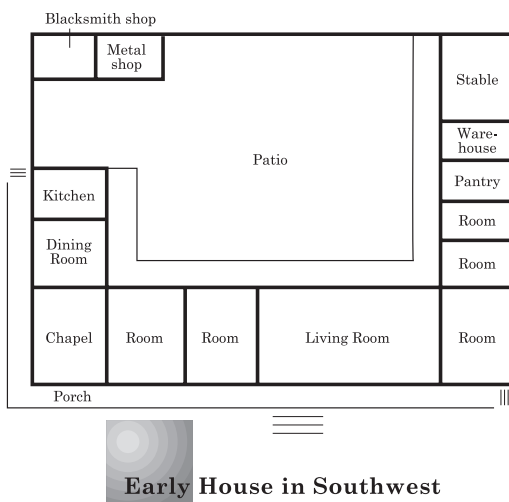 Blacksmith shop
Metal
shop
Stable
Ware-
house
Patio
Pantry
Kitchen
Room
Dining
Room
Room
Chapel
Room
Room
Living Room
Room
Porch
Early House in Southwest